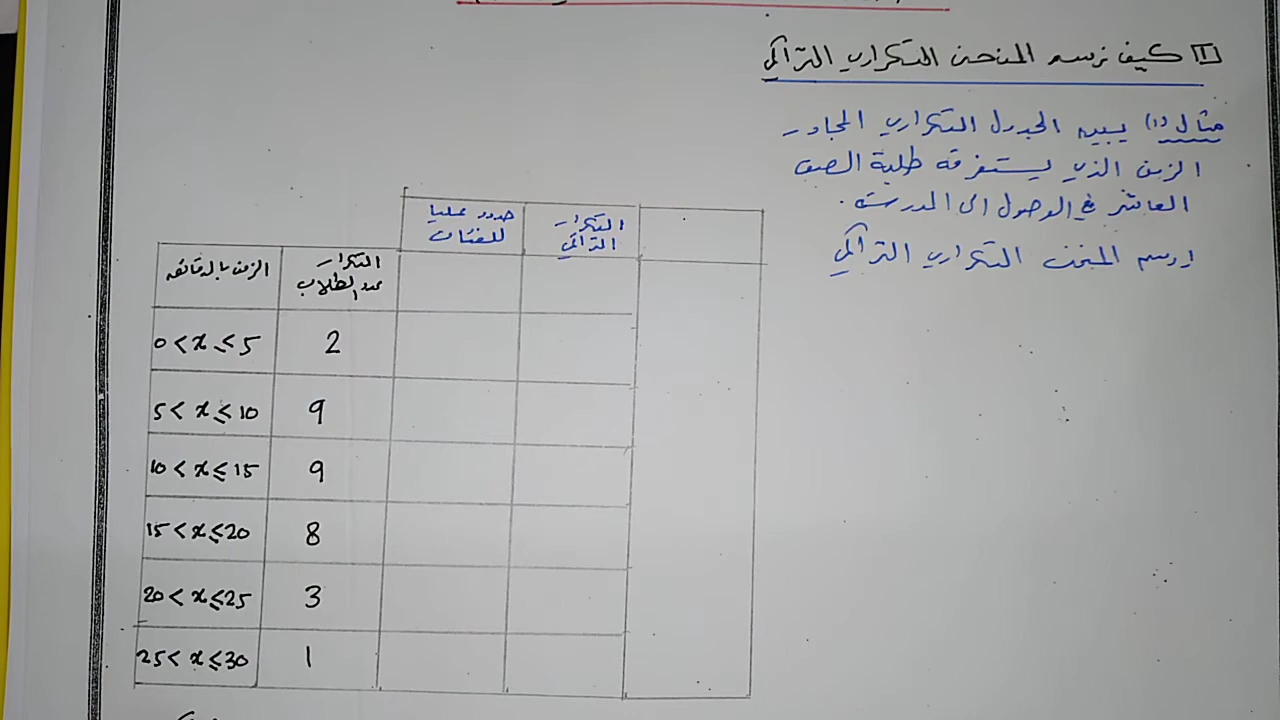 1 كيف نرسم المنحنى التكراري التراكمي
مثال (1) يبين الجدول التكراري المجاور
الزمن الذي يستغرقه طلبة الصف
العاشر في الوصول الى المدرسة.
ارسم المنحنى التكراري التراكمي
الزمن بالدقائق
التكرار
عدد الطلاب
حدود عليا
للفئات
التكرار
التراكمي
0 < x ≤ 5 2
5 < x ≤ 10 9
10 < x ≤ 15 9
15 < x ≤ 20 8
20 < x ≤ 25 3
25 < x ≤ 30 1